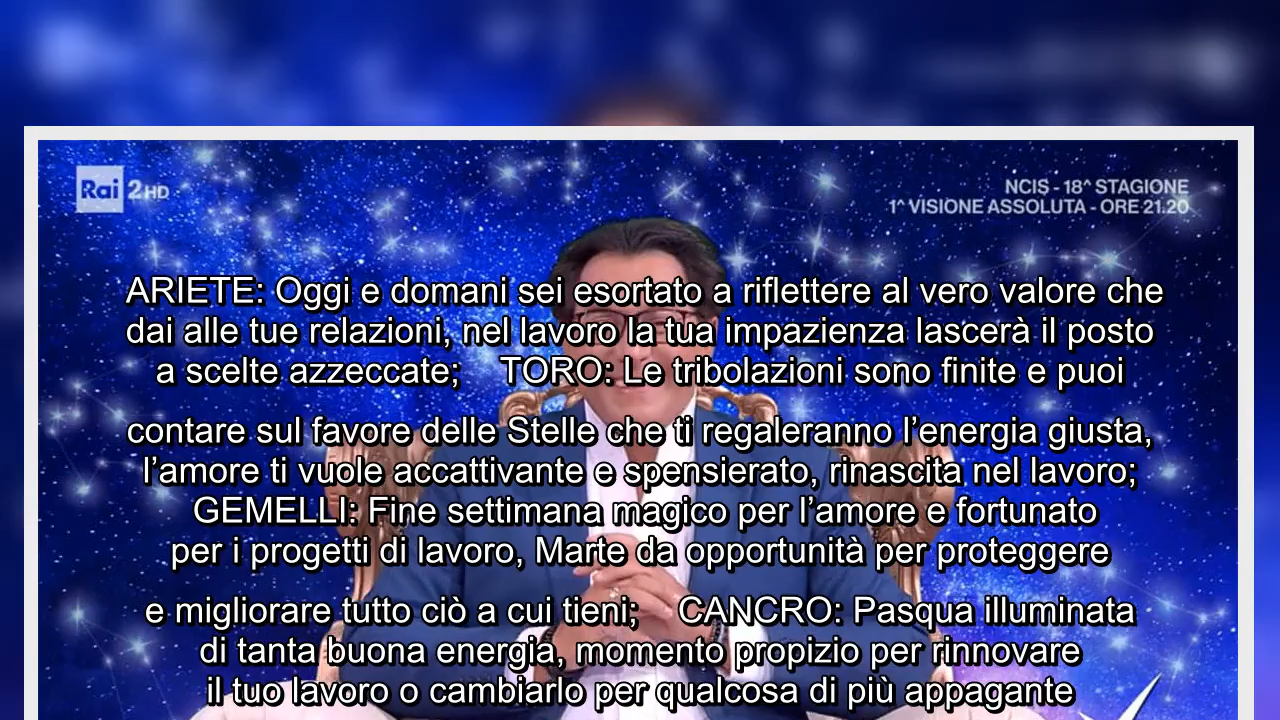 Rai 2 HD
NCIS - 18^ STAGIONE
1^ VISIONE ASSOLUTA - ORE 21.20
ARIETE: Oggi e domani sei esortato a riflettere al vero valore che
dai alle tue relazioni, nel lavoro la tua impazienza lascerà il posto
a scelte azzeccate; TORO: Le tribolazioni sono finite e puoi
contare sul favore delle Stelle che ti regaleranno l’energia giusta,
l’amore ti vuole accattivante e spensierato, rinascita nel lavoro;
GEMELLI: Fine settimana magico per l’amore e fortunato
per i progetti di lavoro, Marte da opportunità per proteggere
e migliorare tutto ciò a cui tieni; CANCRO: Pasqua illuminata
di tanta buona energia, momento propizio per rinnovare
il tuo lavoro o cambiarlo per qualcosa di più appagante